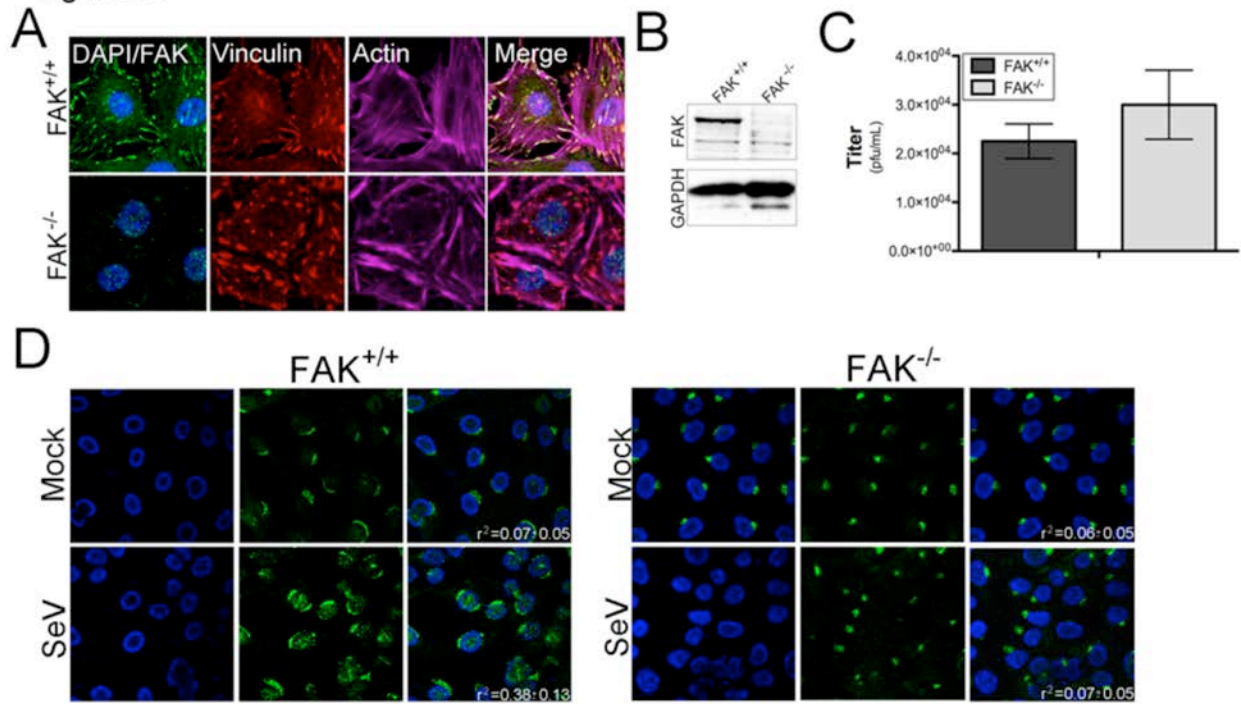 A
DAPI/FAK Vinculin Actin Merge
FAK+/+
FAK-/-
B
FAK+/+ FAK-/-
FAK
GAPDH
C
FAK+/+
FAK-/-
Titer
(pfu/mL)
4.0×10+04
3.0×10+04
2.0×10+04
1.0×10+04
0.0×10+00
D
FAK+/+
FAK-/-
Mock
r²=0.07±0.05
Mock
r²=0.06±0.05
SeV
r²=0.38±0.13
SeV
r²=0.07±0.05